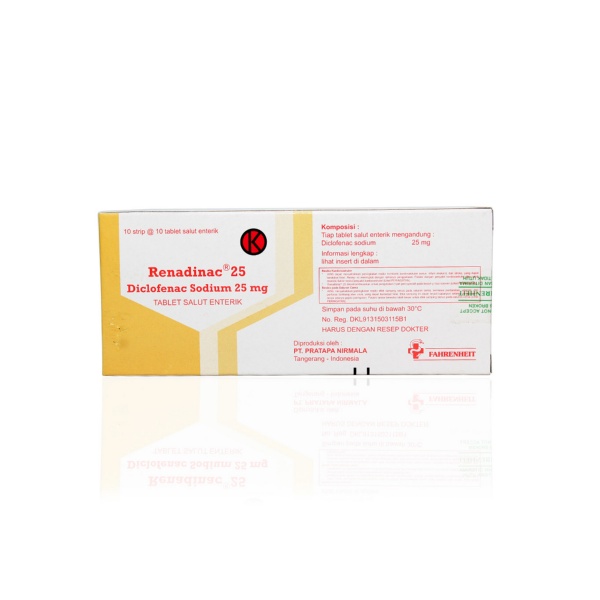 10 strip @ 10 tablet salut enterik
K
Renadinac® 25
Diclofenac Sodium 25 mg
TABLET SALUT ENTERIK
Komposisi :
Tiap tablet salut enterik mengandung :
Diclofenac sodium 25 mg
Informasi lengkap :
lihat insert di dalam
Simpan pada suhu di bawah 30°C
No. Reg. DKL9131503115B1
HARUS DENGAN RESEP DOKTER
Diproduksi oleh :
PT. PRATAPA NIRMALA
Tangerang - Indonesia
FAHRENHEIT